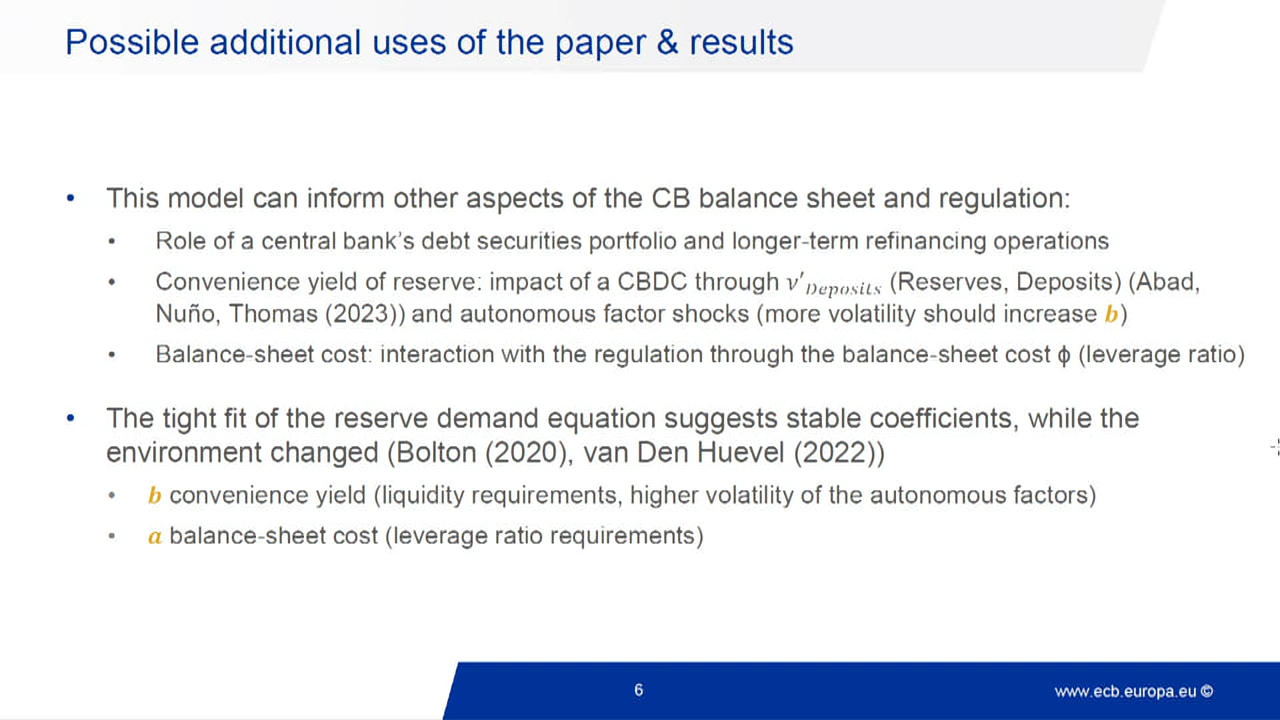 Possible additional uses of the paper & results
• This model can inform other aspects of the CB balance sheet and regulation:
• Role of a central bank's debt securities portfolio and longer-term refinancing operations
• Convenience yield of reserve: impact of a CBDC through ν′Deposits (Reserves, Deposits) (Abad,
Nuño, Thomas (2023)) and autonomous factor shocks (more volatility should increase b)
• Balance-sheet cost: interaction with the regulation through the balance-sheet cost ϕ (leverage ratio)
• The tight fit of the reserve demand equation suggests stable coefficients, while the
environment changed (Bolton (2020), van Den Huevel (2022))
• b convenience yield (liquidity requirements, higher volatility of the autonomous factors)
• a balance-sheet cost (leverage ratio requirements)
6
www.ecb.europa.eu ©